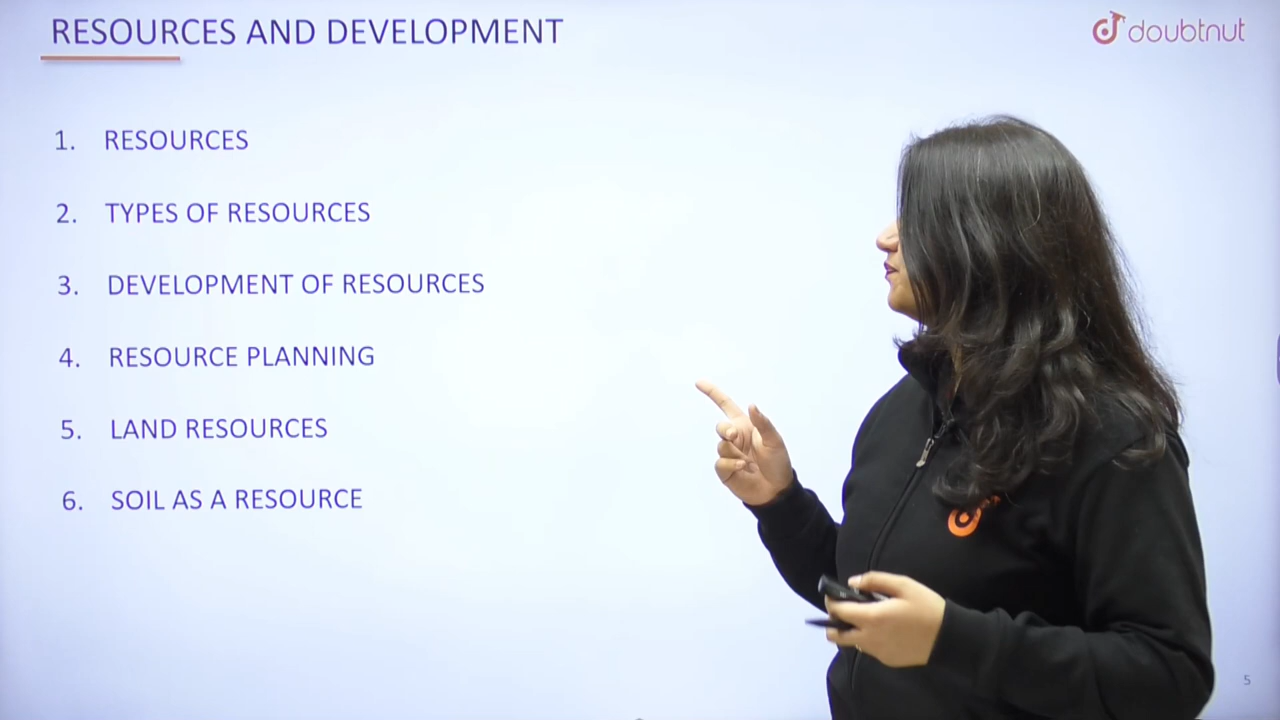 RESOURCES AND DEVELOPMENT
doubtnut
1. RESOURCES
2. TYPES OF RESOURCES
3. DEVELOPMENT OF RESOURCES
4. RESOURCE PLANNING
5. LAND RESOURCES
6. SOIL AS A RESOURCE
5